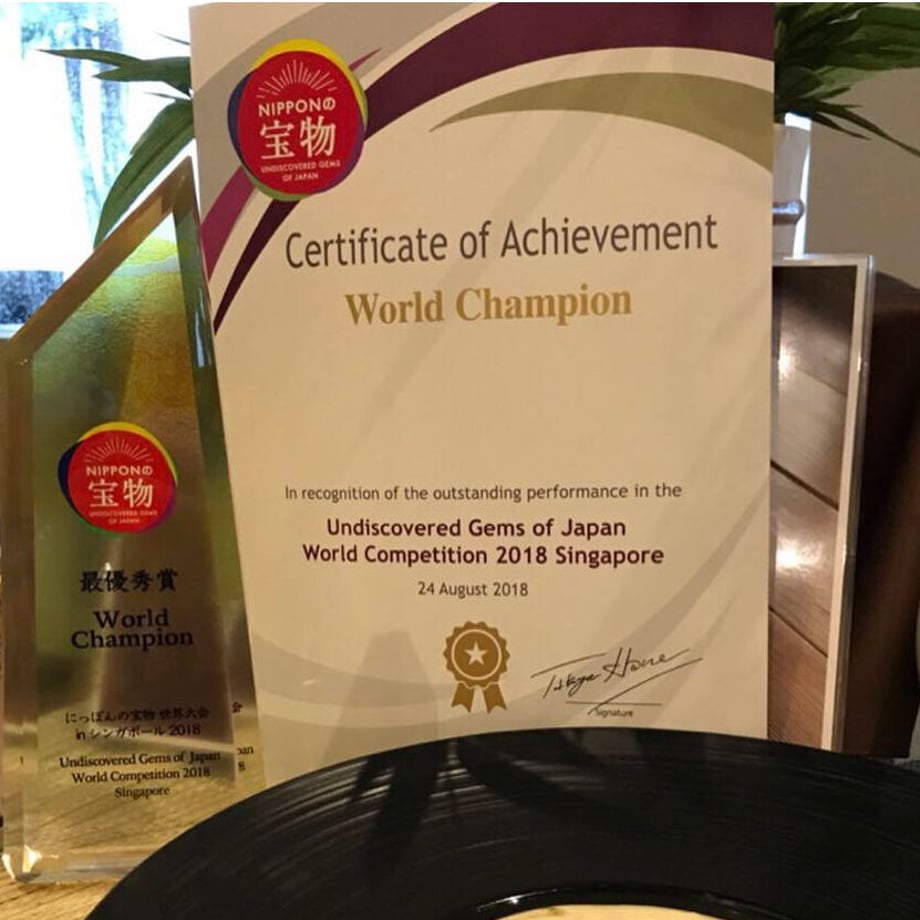 NIPPONの
宝物
UNDISCOVERED GEMS
OF JAPAN
Certificate of Achievement
World Champion
In recognition of the outstanding performance in the
Undiscovered Gems of Japan
World Competition 2018 Singapore
24 August 2018
Signature
NIPPONの
宝物
UNDISCOVERED GEMS
OF JAPAN
最優秀賞
World
Champion
にっぽんの宝物 世界大会
in シンガポール 2018
Undiscovered Gems of Japan
World Competition 2018
Singapore